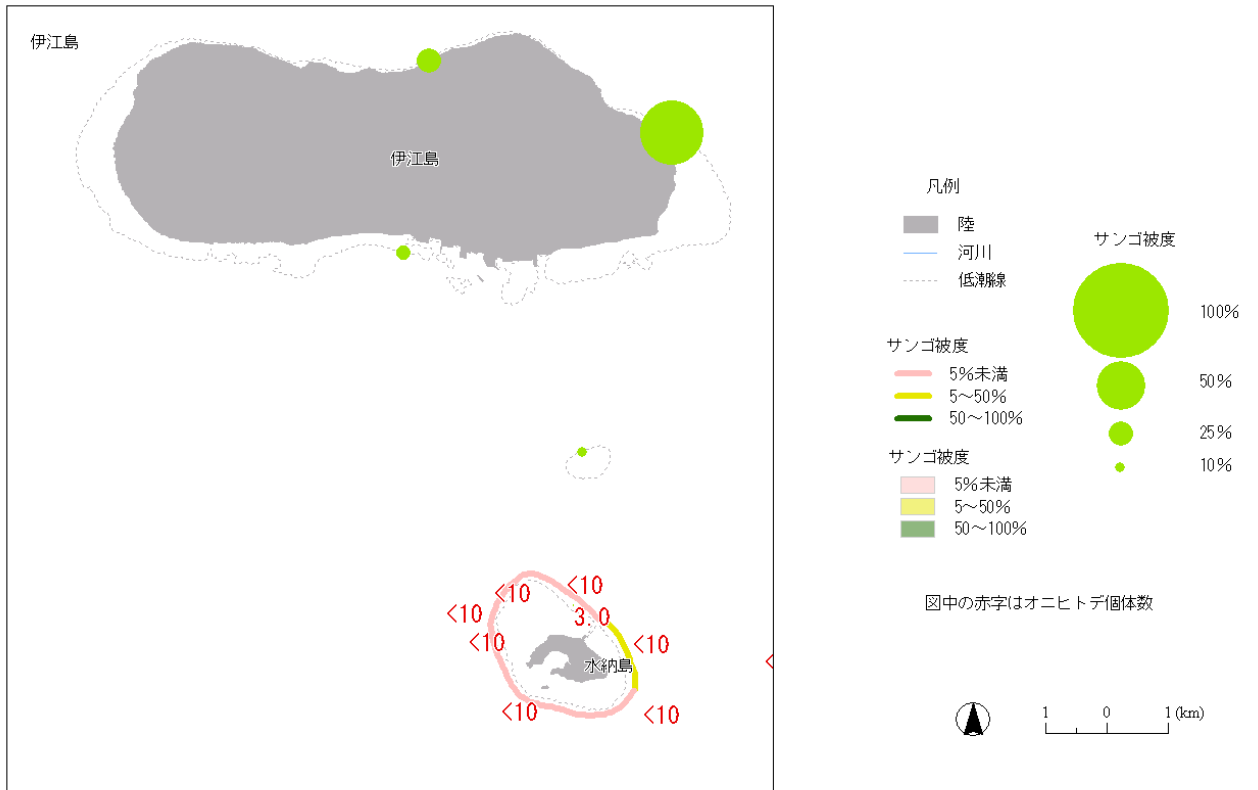 伊江島
伊江島
<10
<10
<10
<10
3.0
<10
<10
水納島
<10
<10
<
凡例
陸
河川
低潮線
サンゴ被度
5%未満
5～50%
50～100%
サンゴ被度
5%未満
5～50%
50～100%
サンゴ被度
100%
50%
25%
10%
図中の赤字はオニヒトデ個体数
1 0 1 (km)